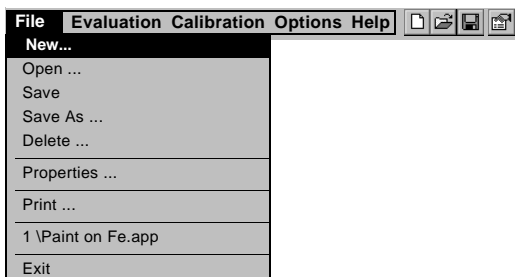 File Evaluation Calibration Options Help
New...
Open ...
Save
Save As ...
Delete ...
Properties ...
Print ...
1 \Paint on Fe.app
Exit